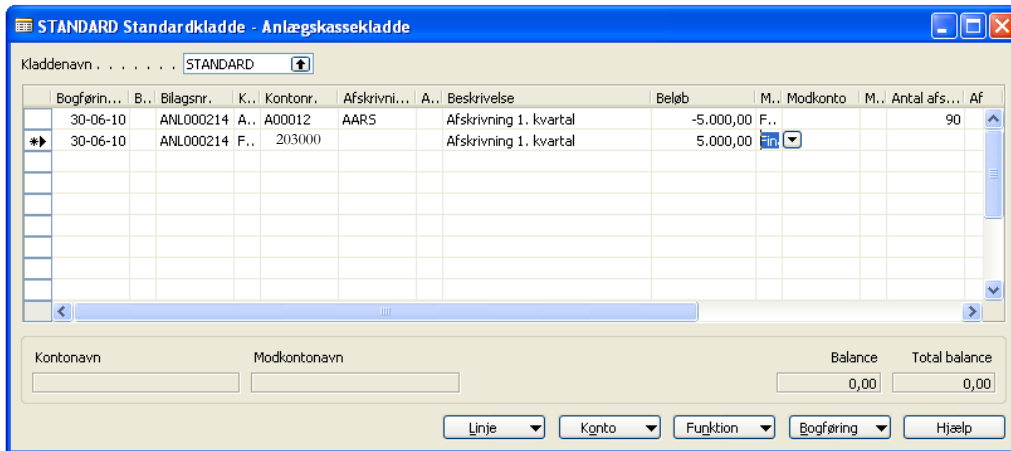 STANDARD Standardkladde - Anlægskassekladde
Kladdenavn . . . . . . . STANDARD
Bogførin... B.. Bilagsnr. K.. Kontonr. Afskrivni... A.. Beskrivelse Beløb M.. Modkonto M.. Antal afs... Af
30-06-10 ANL000214 A.. A00012 AARS Afskrivning 1. kvartal -5.000,00 F.. 90
30-06-10 ANL000214 F.. 203000 Afskrivning 1. kvartal 5.000,00 Fin.
Kontonavn Modkontonavn Balance Total balance
0,00 0,00
Linje Konto Funktion Bogføring Hjælp